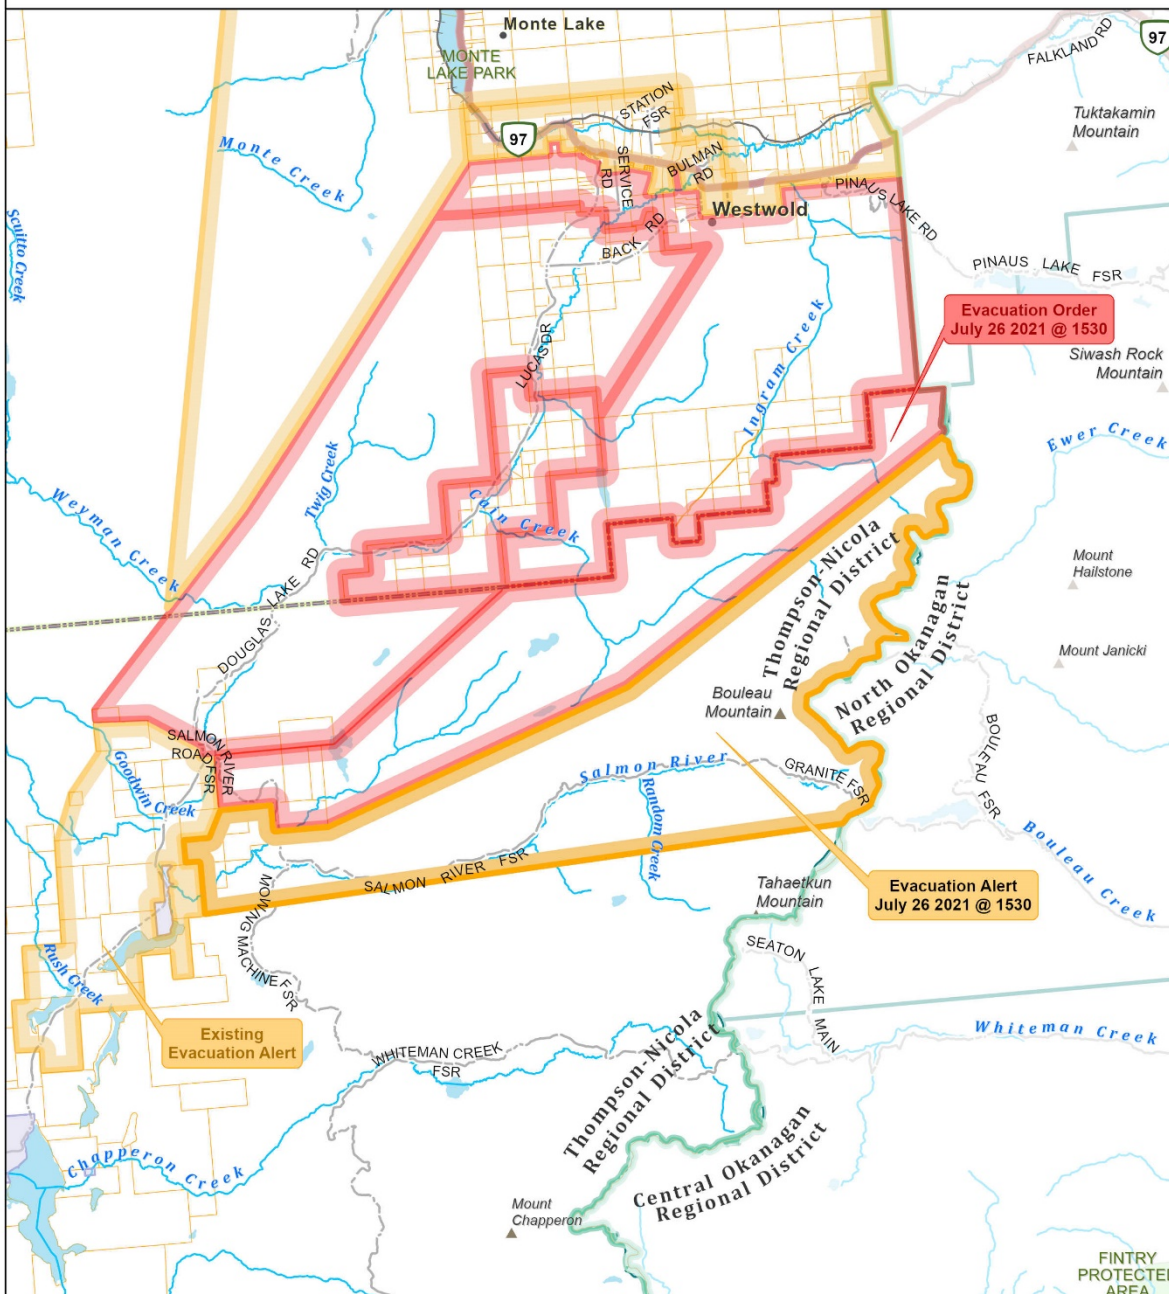 Monte Lake
MONTE
LAKE PARK
97
FALKLAND RD
97
STATION
FSR
Tuktakamin
Mountain
Monte Creek
SERVICE
RD
BULMAN
RD
PINAUS LAKE RD
Westwold
Scuitto Creek
BACK RD
PINAUS LAKE FSR
Evacuation Order
July 26 2021 @ 1530
Siwash Rock
Mountain
LUCAS DR
Ingram Creek
Ewer Creek
Twig Creek
Weyman Creek
Cain Creek
Thompson-Nicola
Regional District
North Okanagan
Regional District
Mount
Hailstone
DOUGLAS LAKE RD
Mount Janicki
Bouleau
Mountain
SALMON RIVER
ROAD FSR
Goodwin Creek
Salmon River
GRANITE FSR
BOULEAU FSR
Random Creek
Bouleau Creek
SALMON RIVER FSR
Tahaetkun
Mountain
Evacuation Alert
July 26 2021 @ 1530
MOWING MACHINE FSR
Rush Creek
SEATON LAKE MAIN
Existing
Evacuation Alert
Whiteman Creek
WHITEMAN CREEK
FSR
Thompson-Nicola
Regional District
Chapperon Creek
Central Okanagan
Regional District
Mount
Chapperon
FINTRY
PROTECTED
AREA